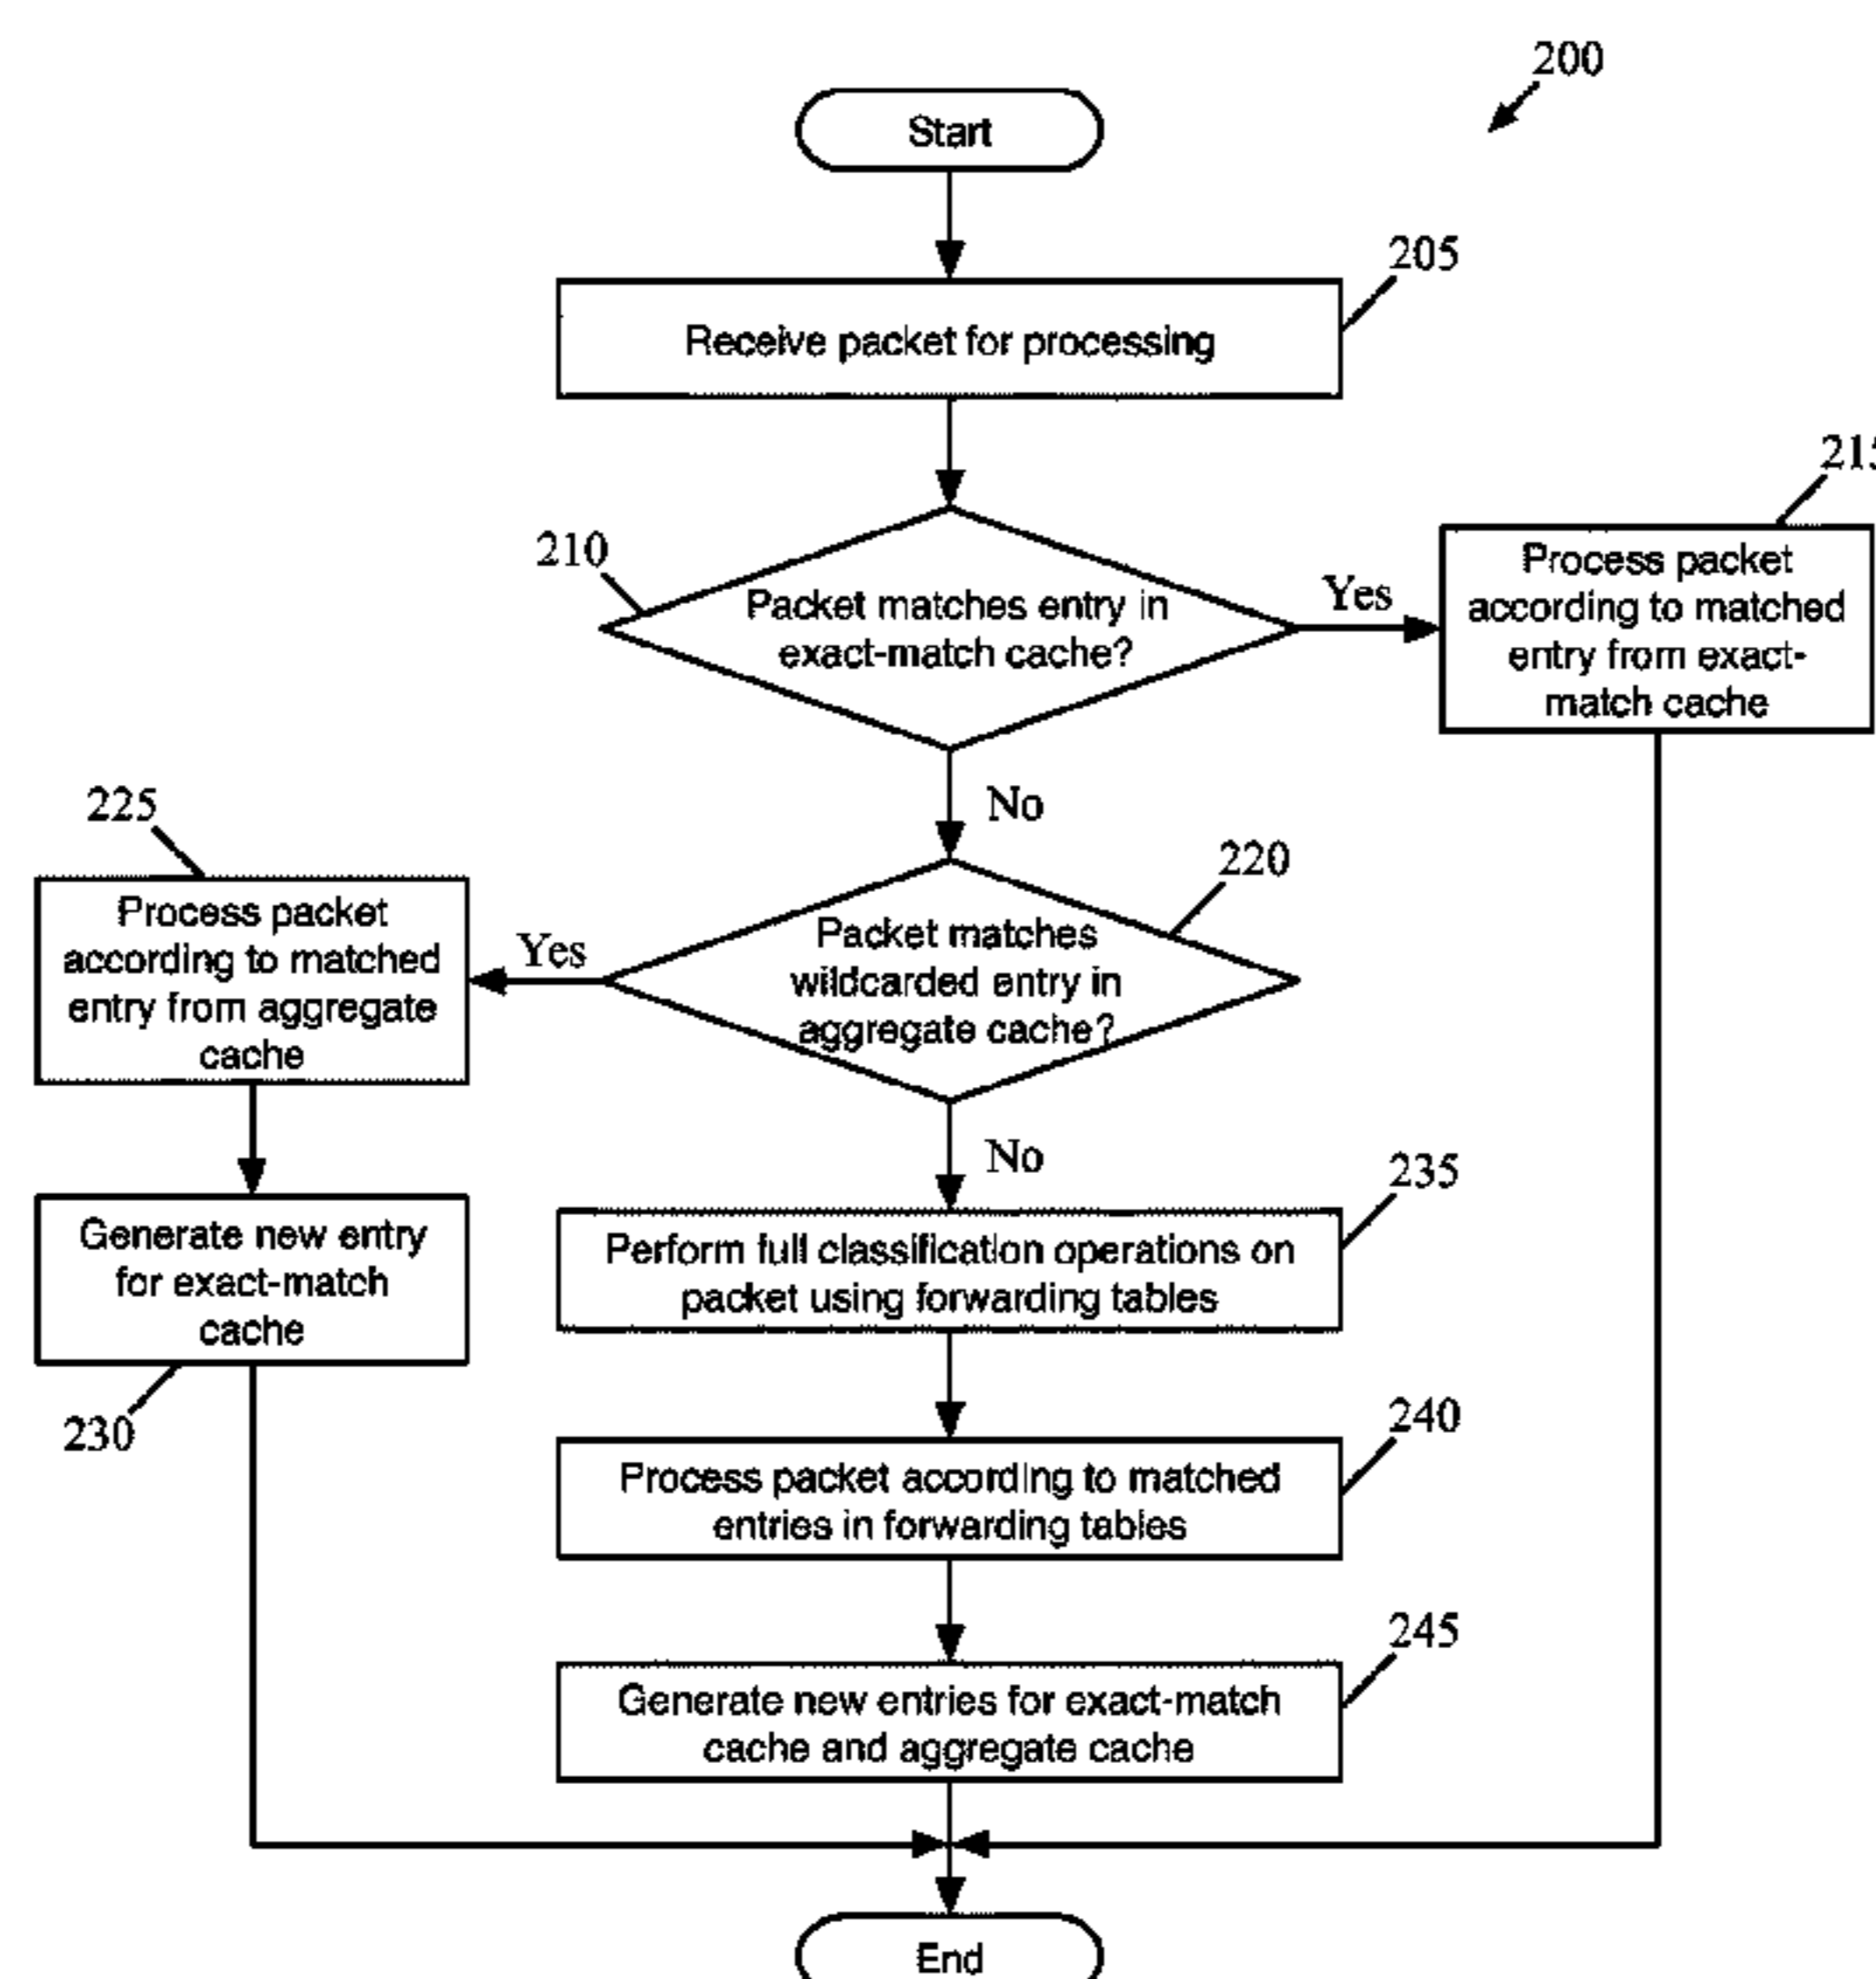 200
Start
205
Receive packet for processing
215
210
Packet matches entry in
exact-match cache?
Yes
Process packet
according to matched
entry from exact-
match cache
No
225
220
Process packet
according to matched
entry from aggregate
cache
Yes
Packet matches
wildcarded entry in
aggregate cache?
No
235
Generate new entry
for exact-match
cache
230
Perform full classification operations on
packet using forwarding tables
240
Process packet according to matched
entries in forwarding tables
245
Generate new entries for exact-match
cache and aggregate cache
End